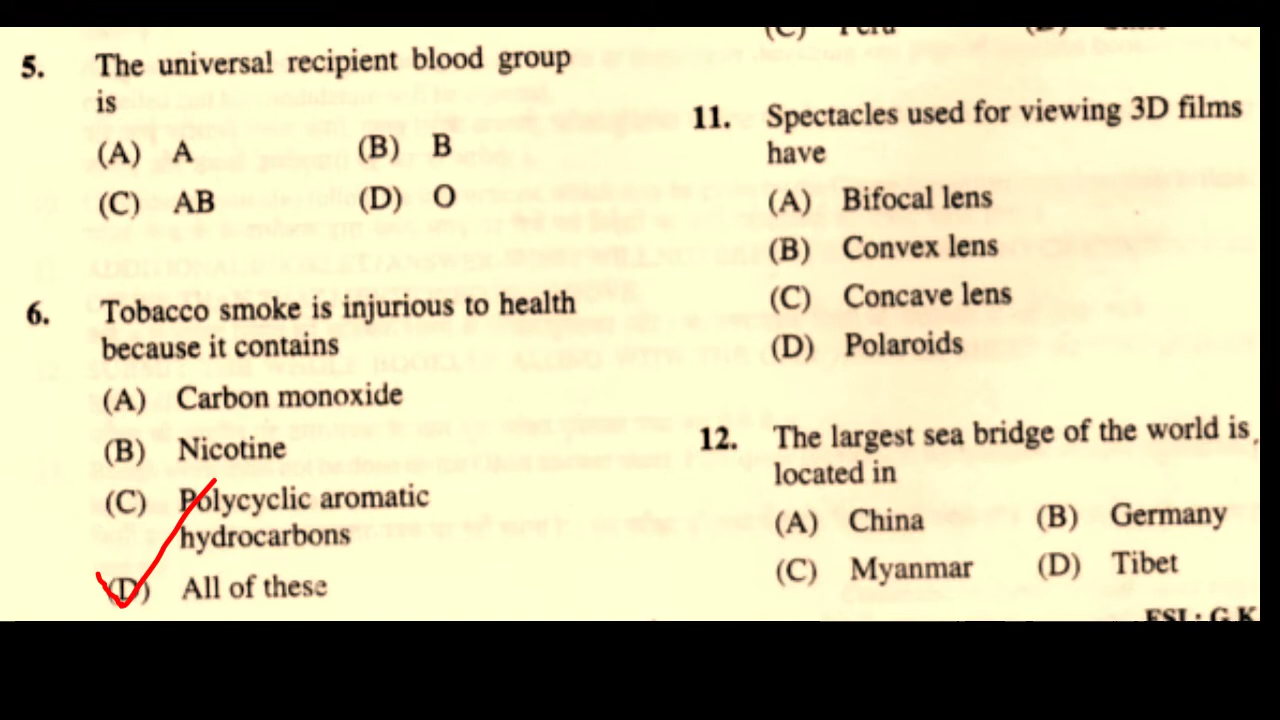 5. The universal recipient blood group
is
(A) A (B) B
(C) AB (D) O
6. Tobacco smoke is injurious to health
because it contains
(A) Carbon monoxide
(B) Nicotine
(C) Polycyclic aromatic
hydrocarbons
(D) All of these
(C) Peru (D)
11. Spectacles used for viewing 3D films
have
(A) Bifocal lens
(B) Convex lens
(C) Concave lens
(D) Polaroids
12. The largest sea bridge of the world is
located in
(A) China (B) Germany
(C) Myanmar (D) Tibet
FSL: G.K